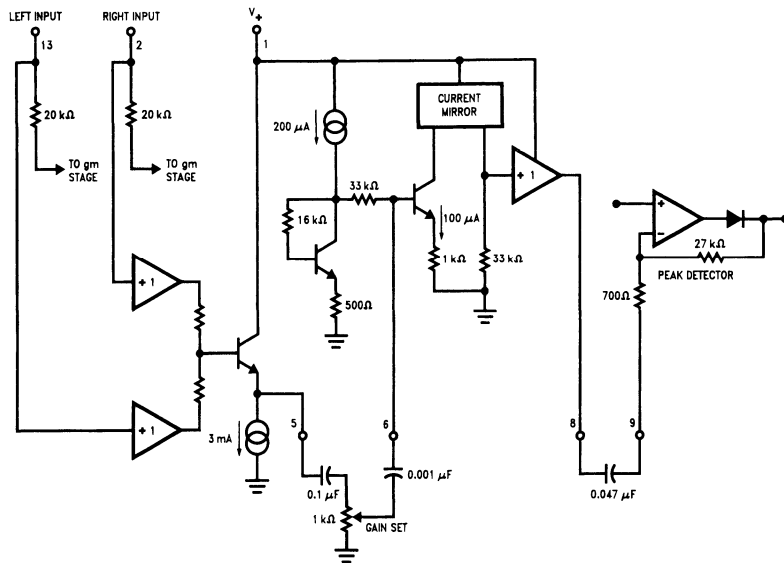 LEFT INPUT
RIGHT INPUT
V+
13
2
1
20 kΩ
20 kΩ
TO gm
STAGE
TO gm
STAGE
200 μA
CURRENT
MIRROR
33 kΩ
16 kΩ
100 μA
+ 1
1 kΩ
33 kΩ
500Ω
+
−
27 kΩ
PEAK DETECTOR
700Ω
+ 1
+ 1
3 mA
5
6
8
9
0.1 μF
0.001 μF
0.047 μF
1 kΩ
GAIN SET